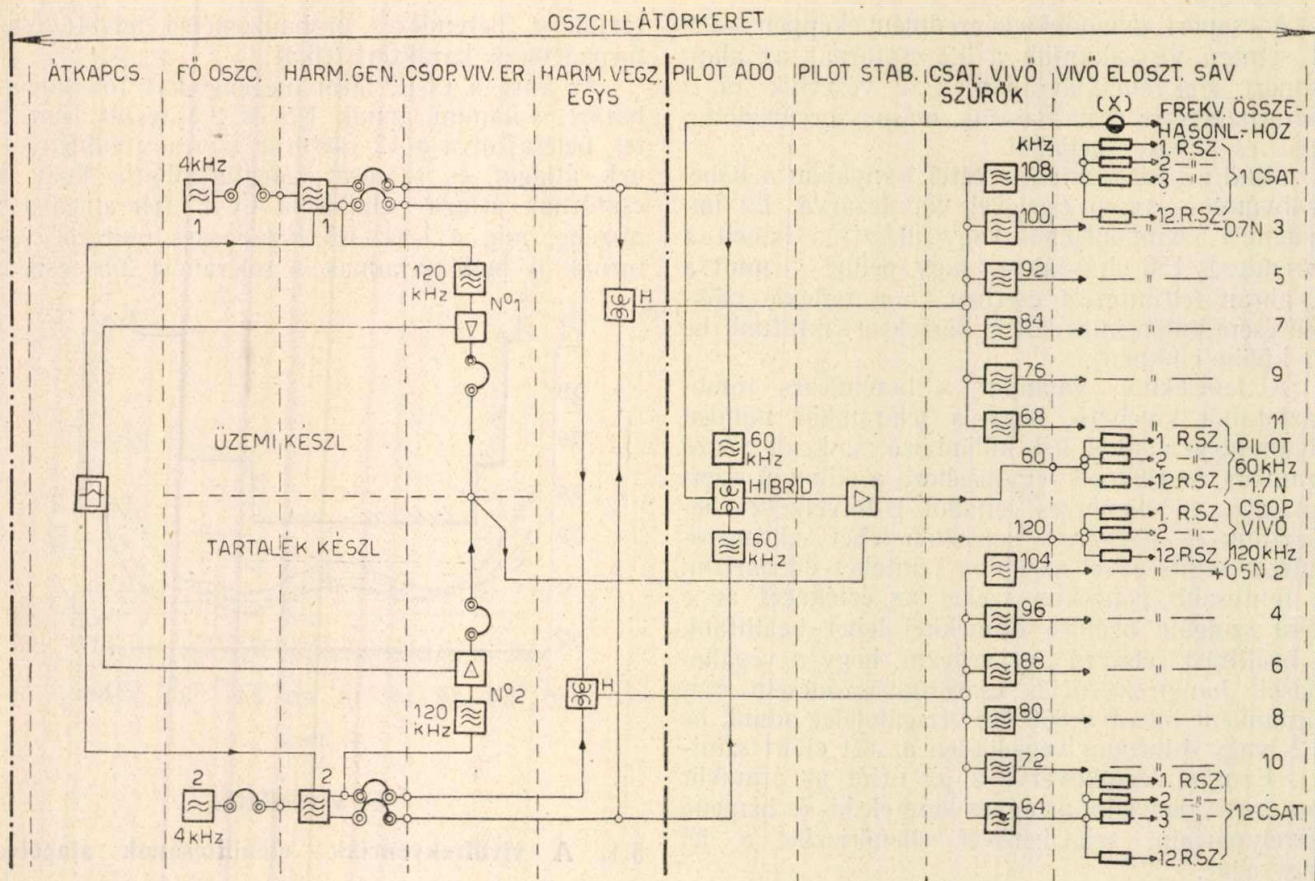 OSZCILLÁTORKERET
ÁTKAPCS.
FŐ OSZC.
HARM. GEN.
CSOP. VIV. ER
HARM. VEGZ.
EGYS
PILOT ADÓ
PILOT STAB.
CSAT. VIVŐ
SZŰRŐK
VIVŐ ELOSZT. SÁV
(X)
FREKV. ÖSSZE-
HASONL.-HOZ
kHz
4kHz
1
1
108
1. R.SZ.
2 —"—
3 —"—
12. R.SZ.
1 CSAT
-0.7N
100
" 3
120
kHz
Nº1
H
92
" 5
84
" 7
76
" 9
68
" 11
ÜZEMI KÉSZL
60
kHz
60
1. R.SZ
2 —"—
12 R.SZ
PILOT
60 kHz
-1.7 N
HIBRID
TARTALÉK KÉSZL
60
kHz
120
1. R.SZ
2 —"—
12.R.SZ
CSOP
VIVŐ
120 kHz
+05N
104
" 2
96
" 4
Nº2
120
kHz
H
88
" 6
80
" 8
72
" 10
2
4kHz
2
64
1. R.SZ.
2 —"—
3 —"—
12.R.SZ.
12 CSAT